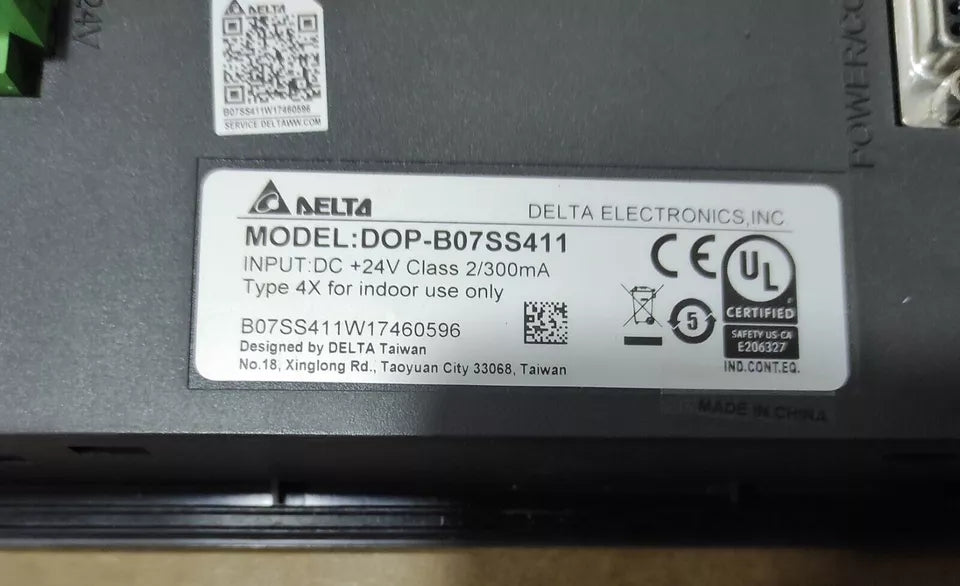 24V
DELTA
B07SS411W17460596
SERVICE.DELTAWW.COM
POWER/CO
DELTA
DELTA ELECTRONICS,INC.
MODEL:DOP-B07SS411
INPUT:DC +24V Class 2/300mA
Type 4X for indoor use only
B07SS411W17460596
Designed by DELTA Taiwan
No.18, Xinglong Rd., Taoyuan City 33068, Taiwan
CE
5
UL
®
CERTIFIED
SAFETY US-CA
E206327
IND.CONT.EQ.
MADE IN CHINA